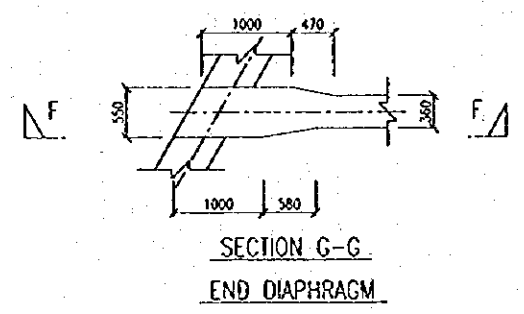 1000 470
F
550
360
F
1000 580
SECTION G-G
END DIAPHRAGM